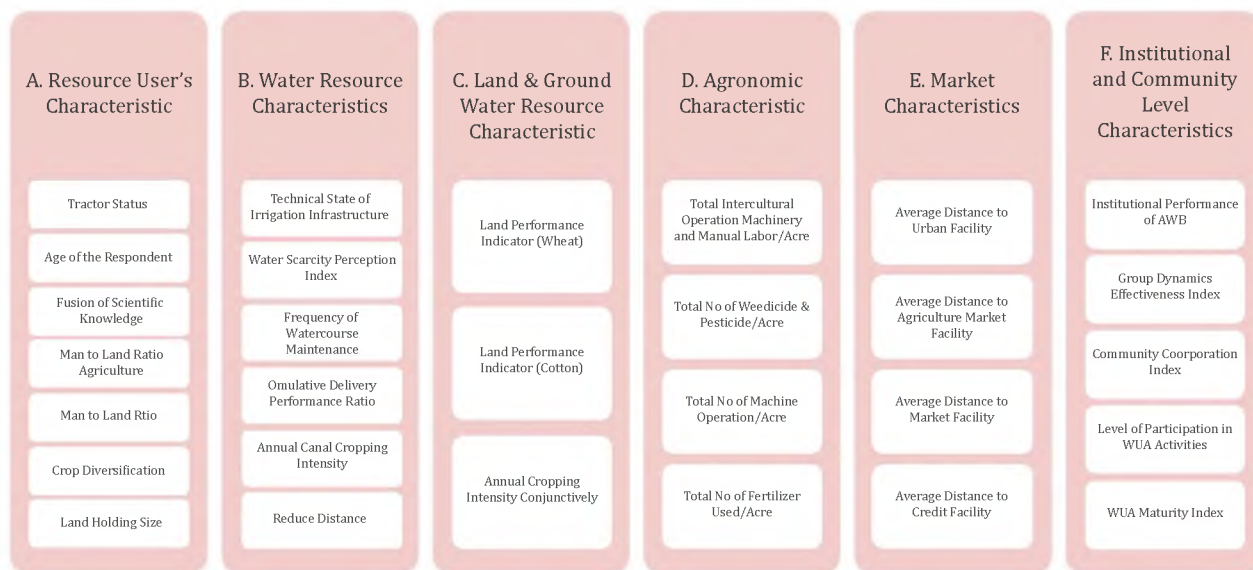 A. Resource User's
Characteristic
Tractor Status
Age of the Respondent
Fusion of Scientific
Knowledge
Man to Land Ratio
Agriculture
Man to Land Rtio
Crop Diversification
Land Holding Size
B. Water Resource
Characteristics
Technical State of
Irrigation Infrastructure
Water Scarcity Perception
Index
Frequency of
Watercourse
Maintenance
Omulative Delivery
Performance Ratio
Annual Canal Cropping
Intensity
Reduce Distance
C. Land & Ground
Water Resource
Characteristic
Land Performance
Indicator (Wheat)
Land Performance
Indicator (Cotton)
Annual Cropping
Intensity Conjunctively
D. Agronomic
Characteristic
Total Intercultural
Operation Machinery
and Manual Labor/Acre
Total No of Weedicide &
Pesticide/Acre
Total No of Machine
Operation/Acre
Total No of Fertilizer
Used/Acre
E. Market
Characteristics
Average Distance to
Urban Facility
Average Distance to
Agriculture Market
Facility
Average Distance to
Market Facility
Average Distance to
Credit Facility
F. Institutional
and Community
Level
Characteristics
Institutional Performance
of AWB
Group Dynamics
Effectiveness Index
Community Coorporation
Index
Level of Participation in
WUA Activities
WUA Maturity Index